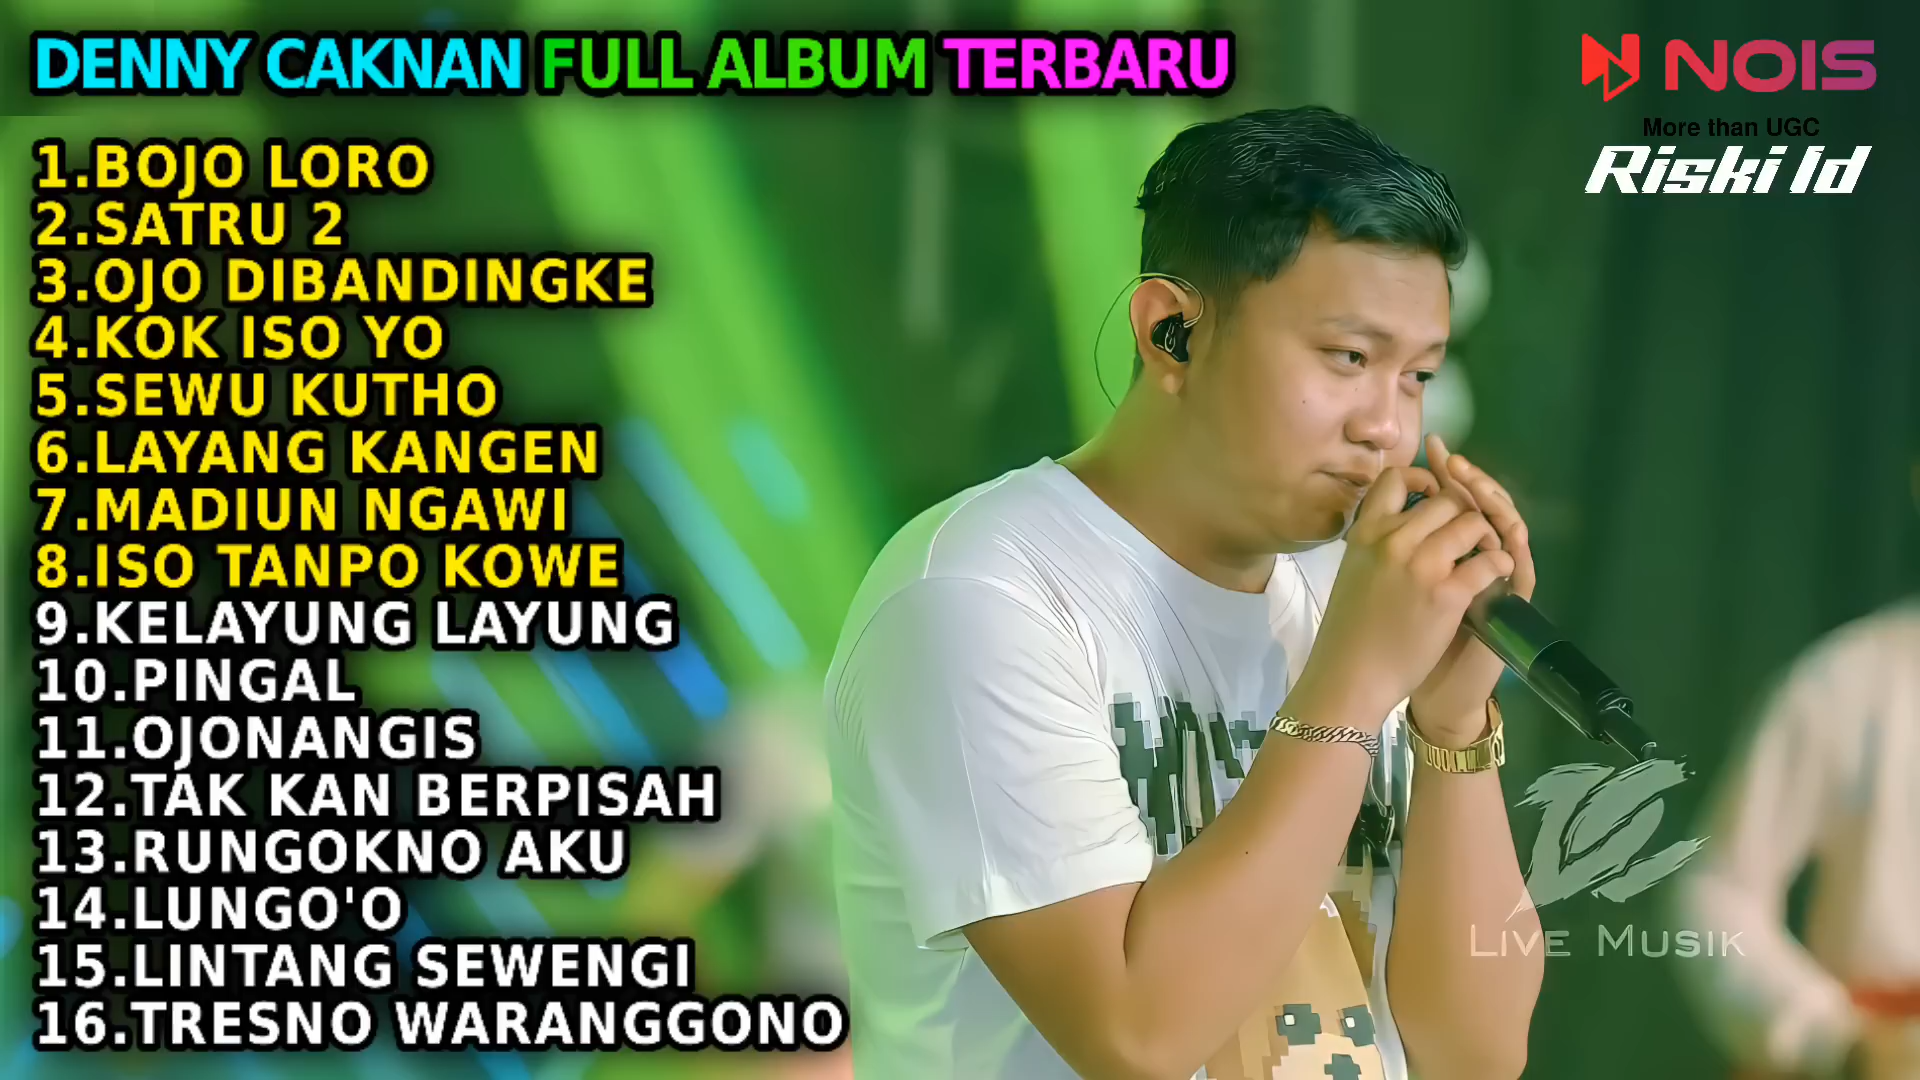 DENNY CAKNAN FULL ALBUM TERBARU
NOIS
More than UGC
Riski Id
1.BOJO LORO
2.SATRU 2
3.OJO DIBANDINGKE
4.KOK ISO YO
5.SEWU KUTHO
6.LAYANG KANGEN
7.MADIUN NGAWI
8.ISO TANPO KOWE
9.KELAYUNG LAYUNG
10.PINGAL
11.OJONANGIS
12.TAK KAN BERPISAH
13.RUNGOKNO AKU
14.LUNGO'O
15.LINTANG SEWENGI
16.TRESNO WARANGGONO
LIVE MUSIK